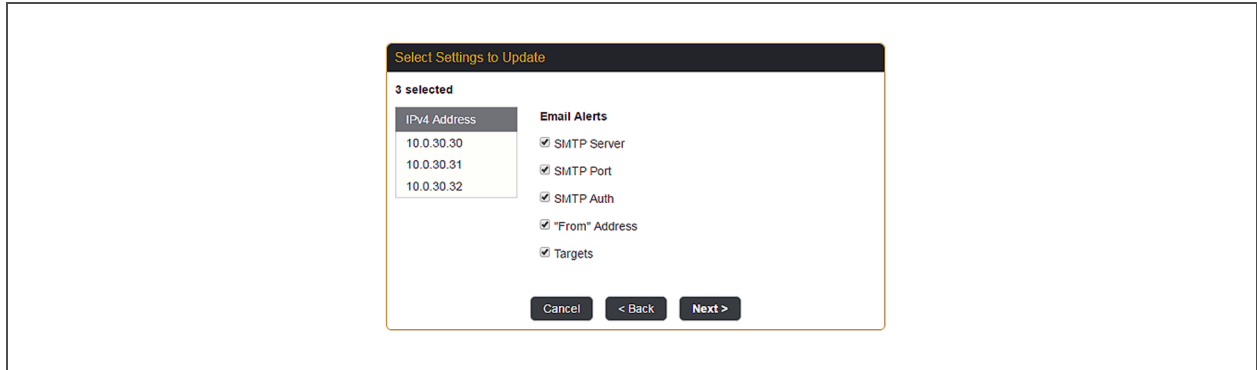 Select Settings to Update
3 selected
IPv4 Address
10.0.30.30
10.0.30.31
10.0.30.32
Email Alerts
SMTP Server
SMTP Port
SMTP Auth
"From" Address
Targets
Cancel
< Back
Next >